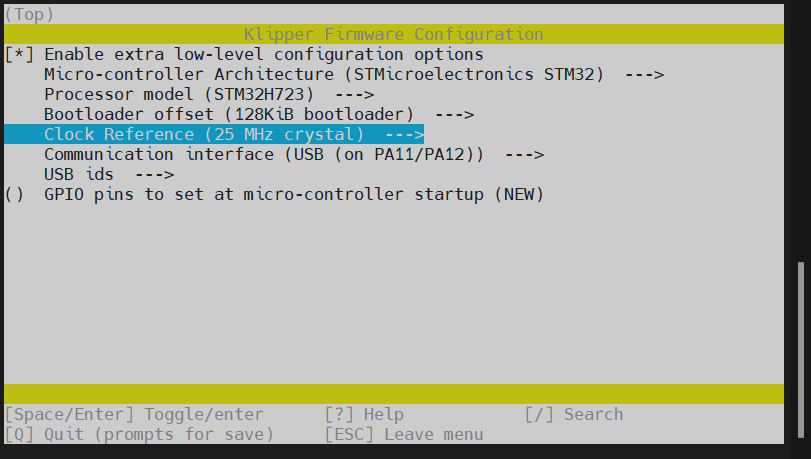 (Top)
Klipper Firmware Configuration
[*] Enable extra low-level configuration options
Micro-controller Architecture (STMicroelectronics STM32)  --->
Processor model (STM32H723)  --->
Bootloader offset (128KiB bootloader)  --->
Clock Reference (25 MHz crystal)  --->
Communication interface (USB (on PA11/PA12))  --->
USB ids  --->
()  GPIO pins to set at micro-controller startup (NEW)
[Space/Enter] Toggle/enter      [?] Help            [/] Search
[Q] Quit (prompts for save)     [ESC] Leave menu